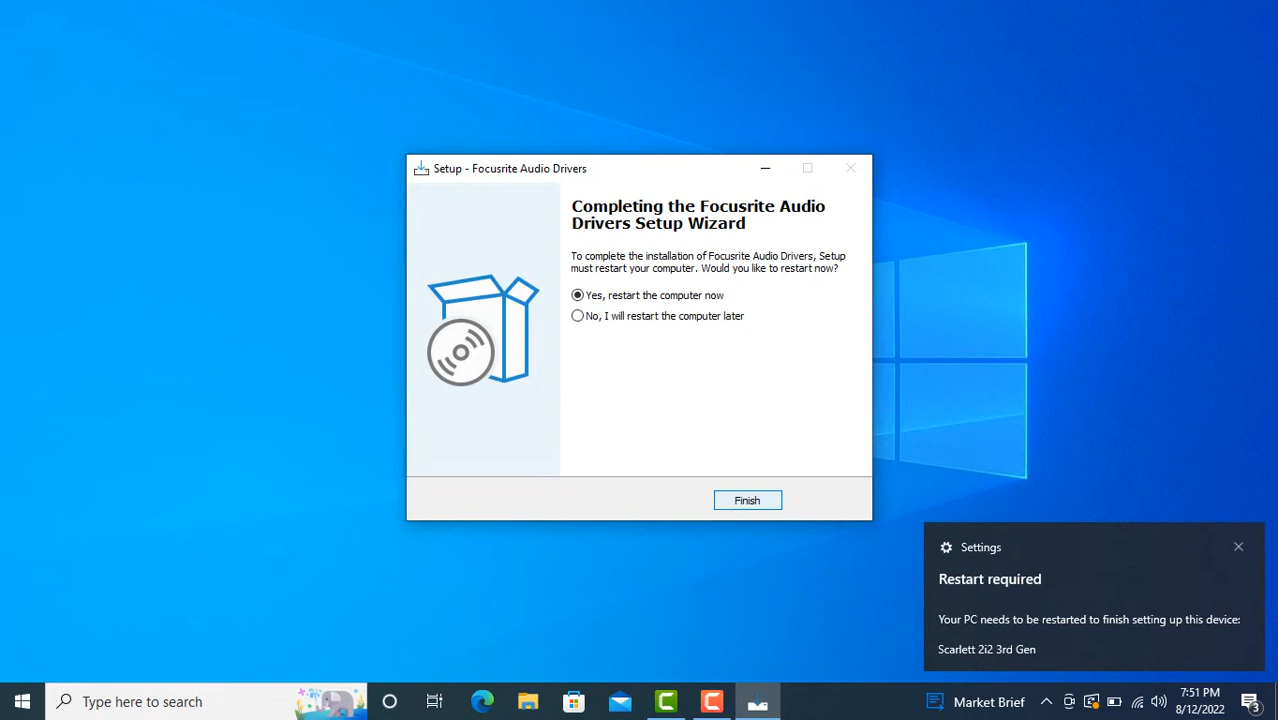 Setup - Focusrite Audio Drivers
Completing the Focusrite Audio
Drivers Setup Wizard
To complete the installation of Focusrite Audio Drivers, Setup
must restart your computer. Would you like to restart now?
Yes, restart the computer now
No, I will restart the computer later
Finish
Settings
Restart required
Your PC needs to be restarted to finish setting up this device:
Scarlett 2i2 3rd Gen
Type here to search
C
C
Market Brief
7:51 PM
8/12/2022
3